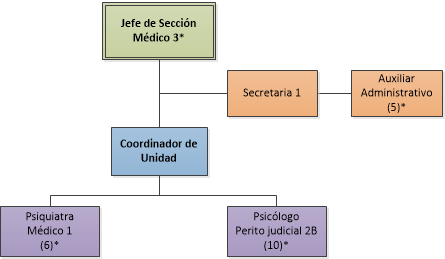 Jefe de Sección
Médico 3*
Secretaria 1
Auxiliar
Administrativo
(5)*
Coordinador de
Unidad
Psiquiatra
Médico 1
(6)*
Psicólogo
Perito judicial 2B
(10)*